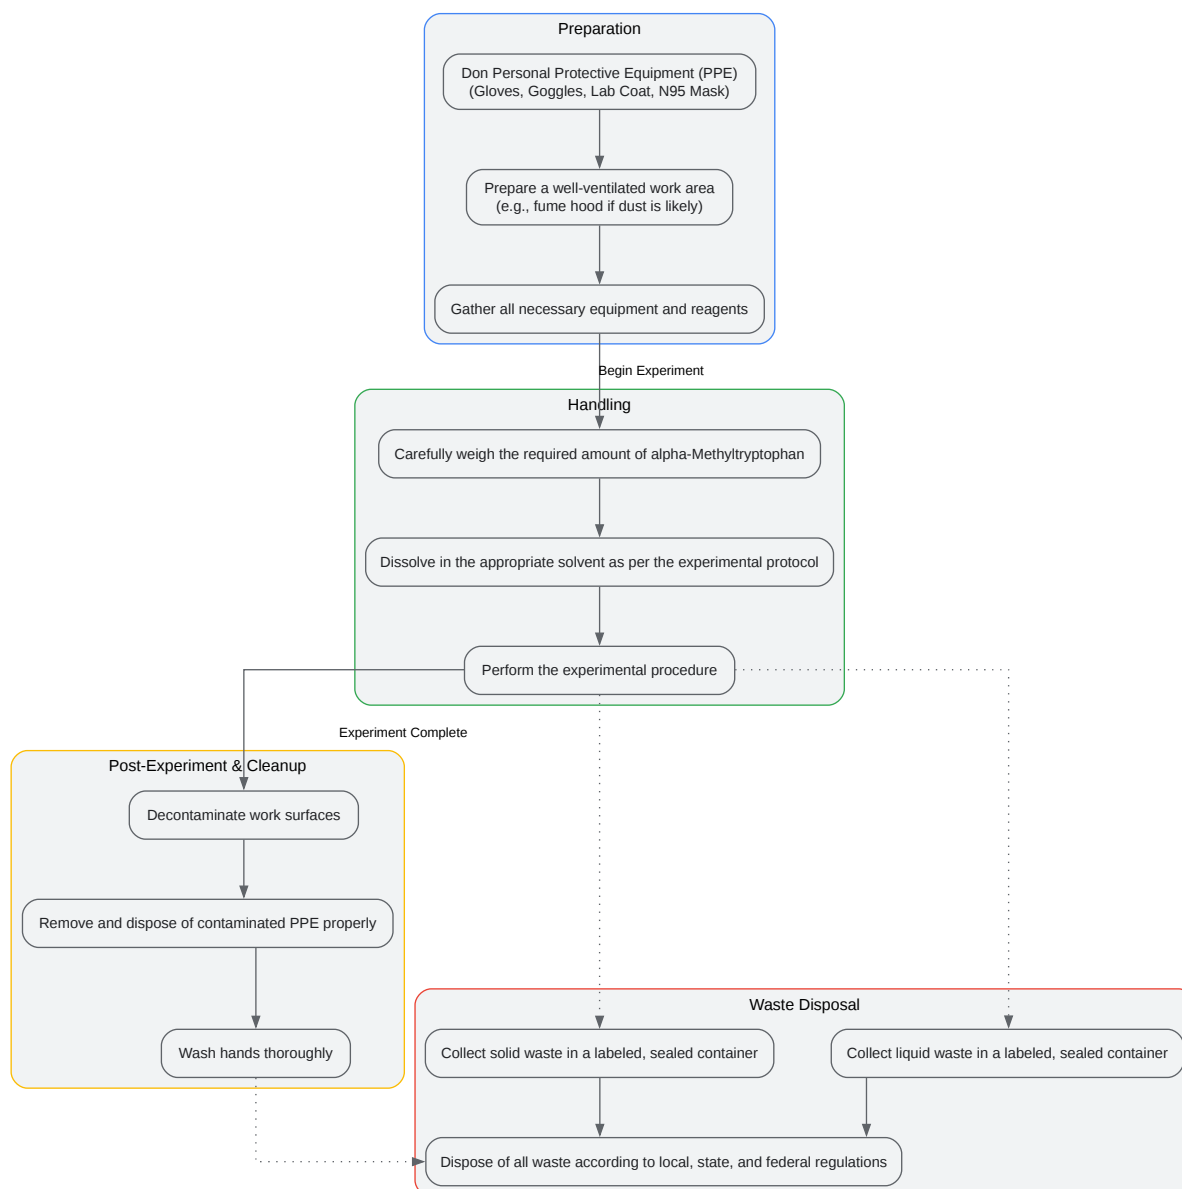 Preparation
Don Personal Protective Equipment (PPE)
(Gloves, Goggles, Lab Coat, N95 Mask)
Prepare a well-ventilated work area
(e.g., fume hood if dust is likely)
Gather all necessary equipment and reagents
Begin Experiment
Handling
Carefully weigh the required amount of alpha-Methyltryptophan
Dissolve in the appropriate solvent as per the experimental protocol
Perform the experimental procedure
Experiment Complete
Post-Experiment & Cleanup
Decontaminate work surfaces
Remove and dispose of contaminated PPE properly
Wash hands thoroughly
Waste Disposal
Collect solid waste in a labeled, sealed container
Collect liquid waste in a labeled, sealed container
Dispose of all waste according to local, state, and federal regulations